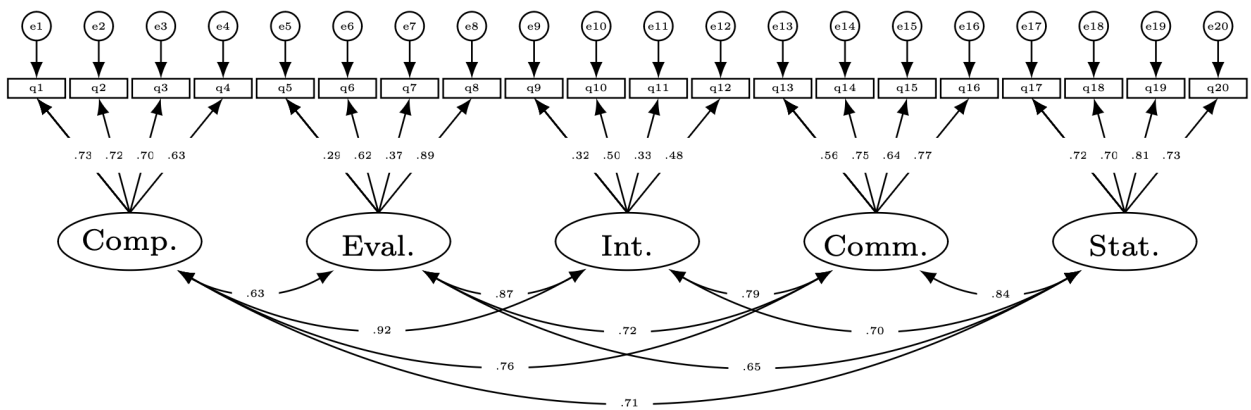 e1 e2 e3 e4 e5 e6 e7 e8 e9 e10 e11 e12 e13 e14 e15 e16 e17 e18 e19 e20
q1 q2 q3 q4 q5 q6 q7 q8 q9 q10 q11 q12 q13 q14 q15 q16 q17 q18 q19 q20
.73 .72 .70 .63 .29 .62 .37 .89 .32 .50 .33 .48 .56 .75 .64 .77 .72 .70 .81 .73
Comp. Eval. Int. Comm. Stat.
.63 .87 .79 .84
.92 .72 .70
.76 .65
.71